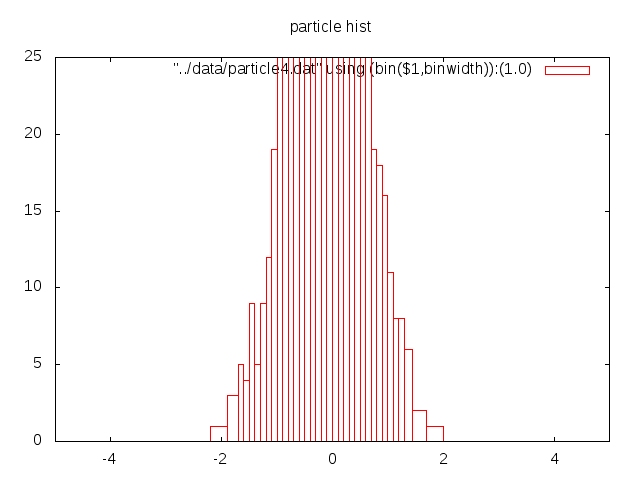 particle hist
"../data/particle4.dat" using (bin($1,binwidth)):(1.0)
25
20
15
10
5
0
-4 -2 0 2 4